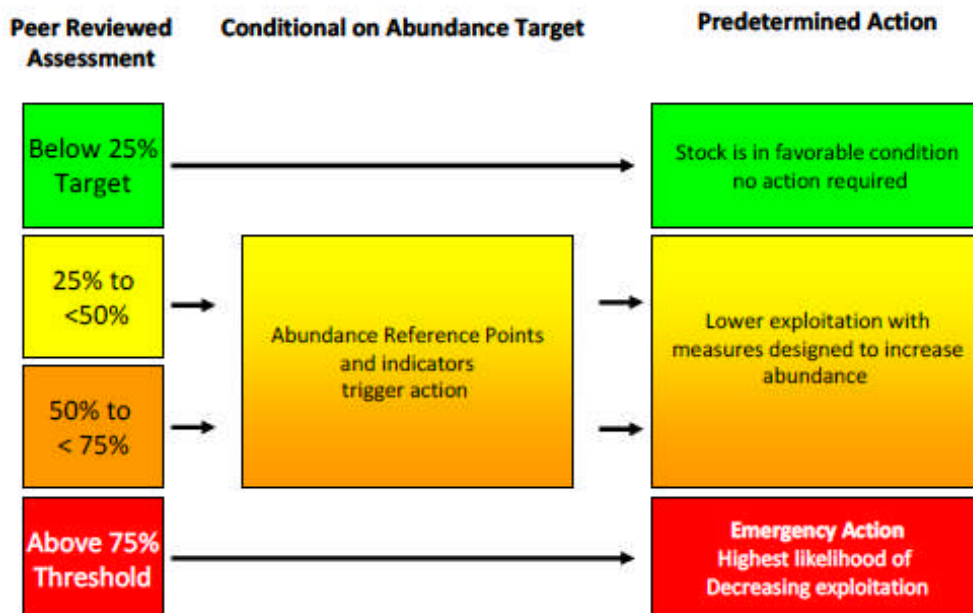 Peer Reviewed
Assessment
Conditional on Abundance Target
Predetermined Action
Below 25%
Target
Stock is in favorable condition
no action required
25% to
<50%
50% to
< 75%
Abundance Reference Points
and indicators
trigger action
Lower exploitation with
measures designed to increase
abundance
Above 75%
Threshold
Emergency Action
Highest likelihood of
Decreasing exploitation